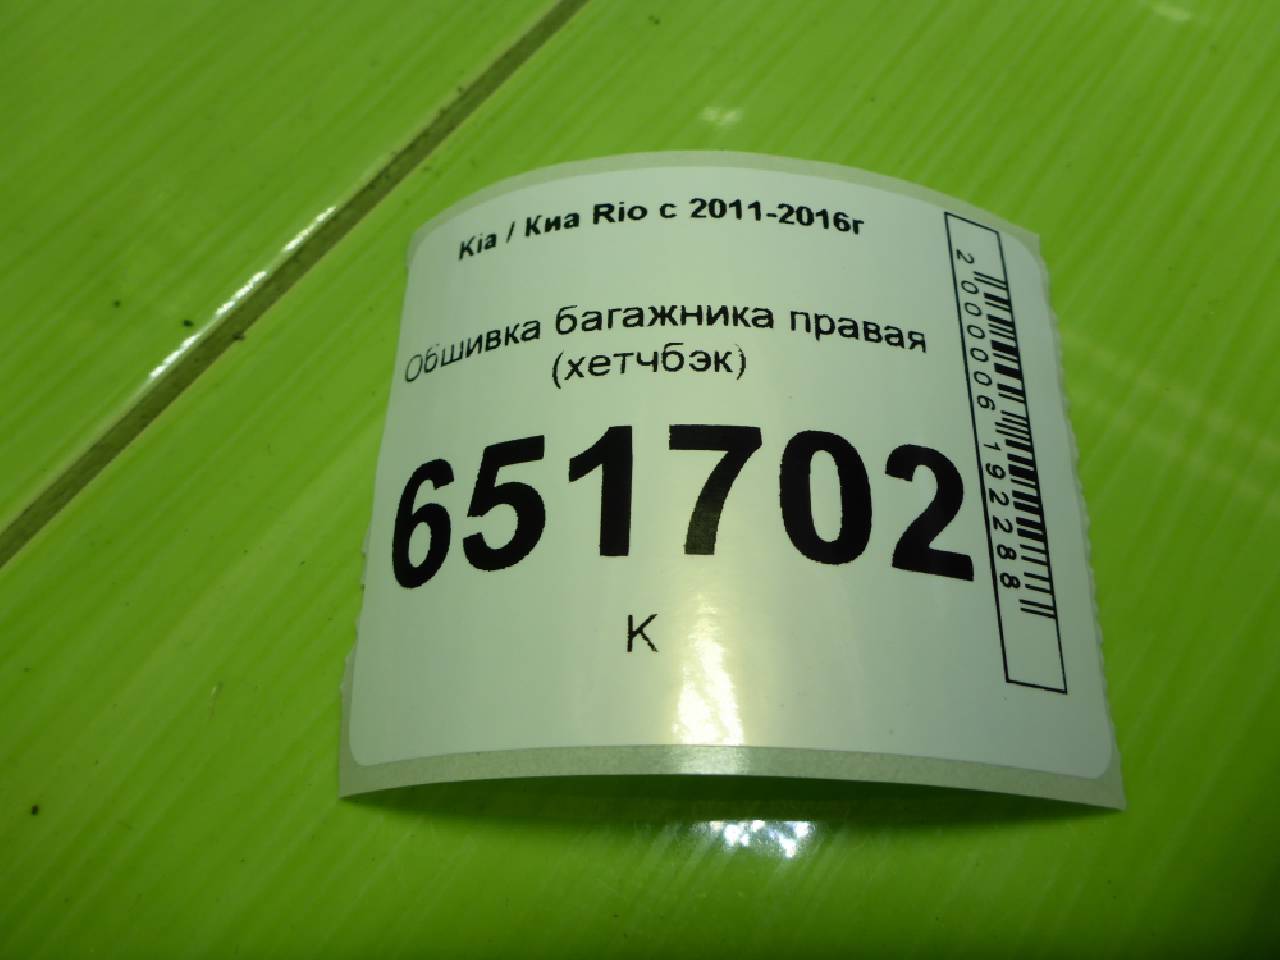 Kia / Киа Rio с 2011-2016г
Обшивка багажника правая
(хетчбэк)
651702
К
2000006192288